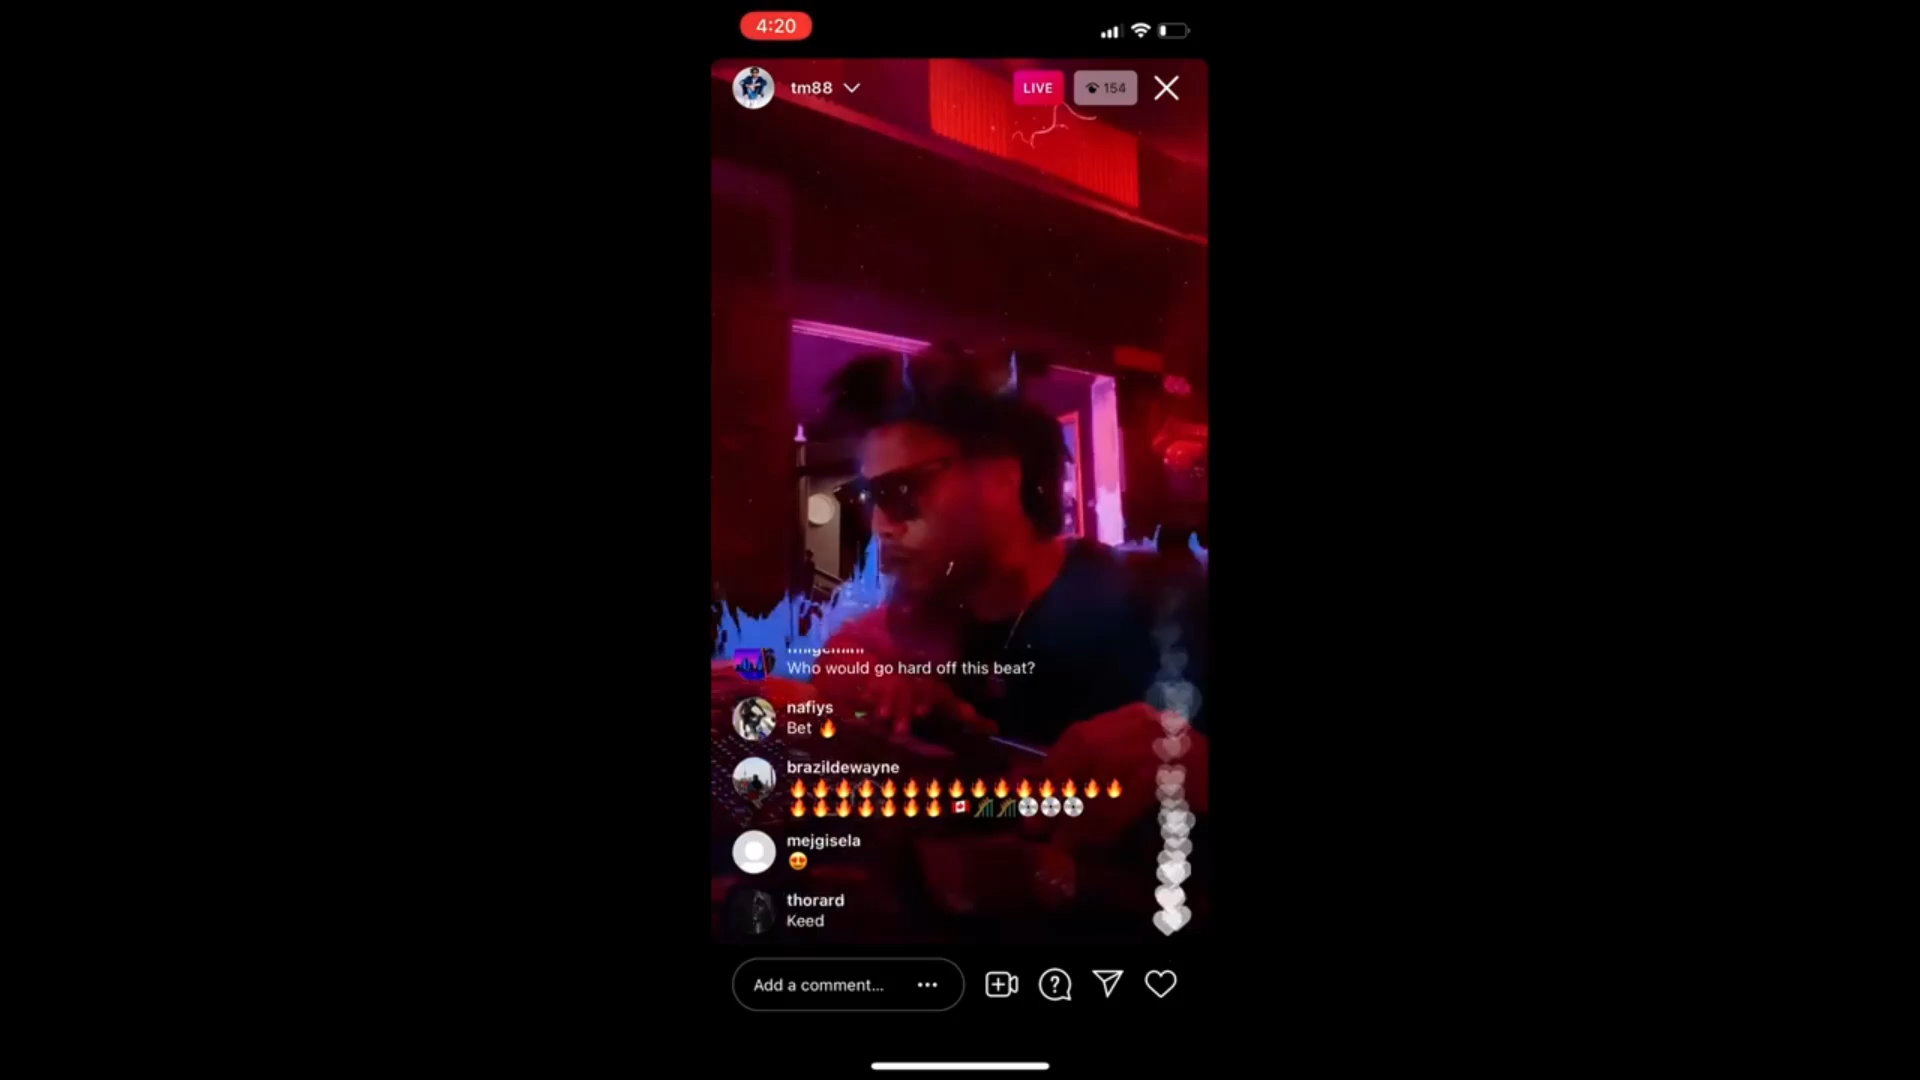 4:20
tm88
LIVE
154
Who would go hard off this beat?
nafiys
Bet 🔥
brazildewayne
🔥🔥🔥🔥🔥🔥🔥🔥🔥🔥🔥🔥🔥🔥🔥
🔥🔥🔥🔥🔥🔥🔥🇨🇦🎢🎢💿💿💿
mejgisela
😍
thorard
Keed
Add a comment...